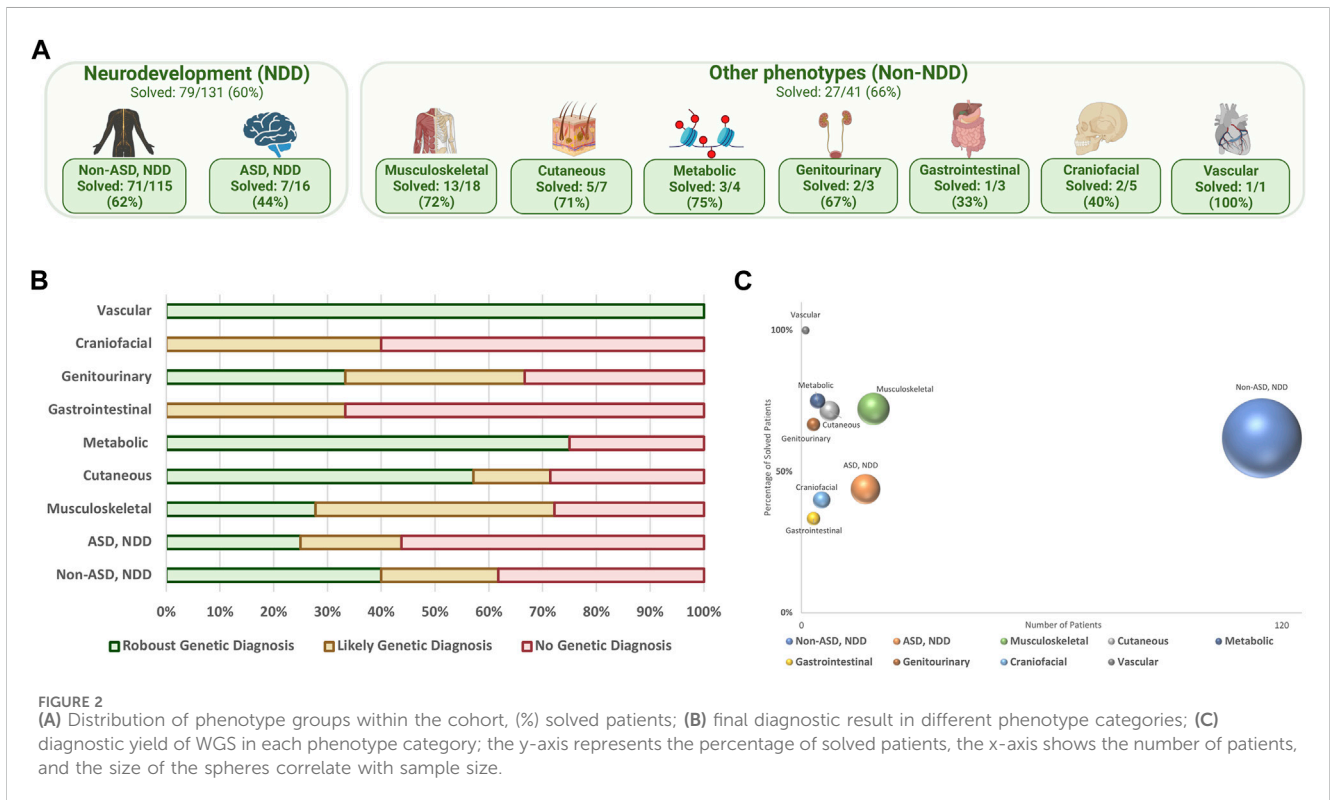 A
Neurodevelopment (NDD)
Solved: 79/131 (60%)
Non-ASD, NDD
Solved: 71/115
(62%)
ASD, NDD
Solved: 7/16
(44%)
Other phenotypes (Non-NDD)
Solved: 27/41 (66%)
Musculoskeletal
Solved: 13/18
(72%)
Cutaneous
Solved: 5/7
(71%)
Metabolic
Solved: 3/4
(75%)
Genitourinary
Solved: 2/3
(67%)
Gastrointestinal
Solved: 1/3
(33%)
Craniofacial
Solved: 2/5
(40%)
Vascular
Solved: 1/1
(100%)
B
Vascular
Craniofacial
Genitourinary
Gastrointestinal
Metabolic
Cutaneous
Musculoskeletal
ASD, NDD
Non-ASD, NDD
0% 10% 20% 30% 40% 50% 60% 70% 80% 90% 100%
Roboust Genetic Diagnosis Likely Genetic Diagnosis No Genetic Diagnosis
C
Percentage of Solved Patients
100%
50%
0%
Vascular
Metabolic
Musculoskeletal
Non-ASD, NDD
Cutaneous
Genitourinary
ASD, NDD
Craniofacial
Gastrointestinal
0 Number of Patients 120
Non-ASD, NDD ASD, NDD Musculoskeletal Cutaneous Metabolic
Gastrointestinal Genitourinary Craniofacial Vascular
FIGURE 2
(A) Distribution of phenotype groups within the cohort, (%) solved patients; (B) final diagnostic result in different phenotype categories; (C)
diagnostic yield of WGS in each phenotype category; the y-axis represents the percentage of solved patients, the x-axis shows the number of patients,
and the size of the spheres correlate with sample size.